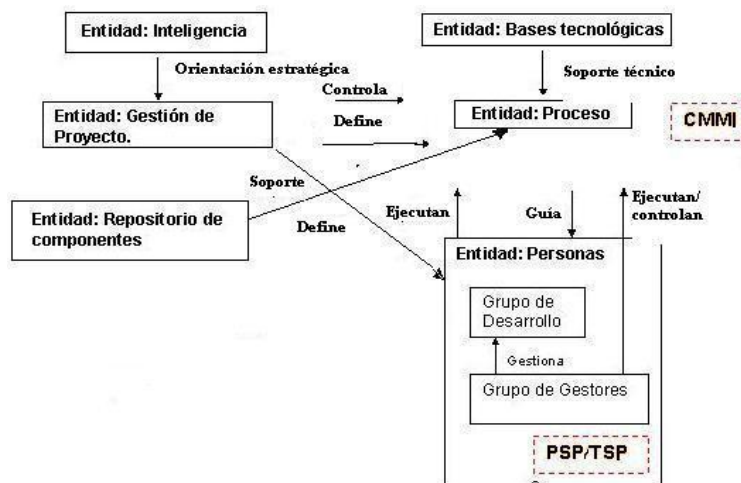 Entidad: Inteligencia
Entidad: Bases tecnológicas
Orientación estratégica
Soporte técnico
Controla
Entidad: Gestión de
Proyecto.
Define
Entidad: Proceso
CMMI
Soporte
Entidad: Repositorio de
componentes
Define
Ejecutan
Guía
Ejecutan/
controlan
Entidad: Personas
Grupo de
Desarrollo
Gestiona
Grupo de Gestores
PSP/TSP